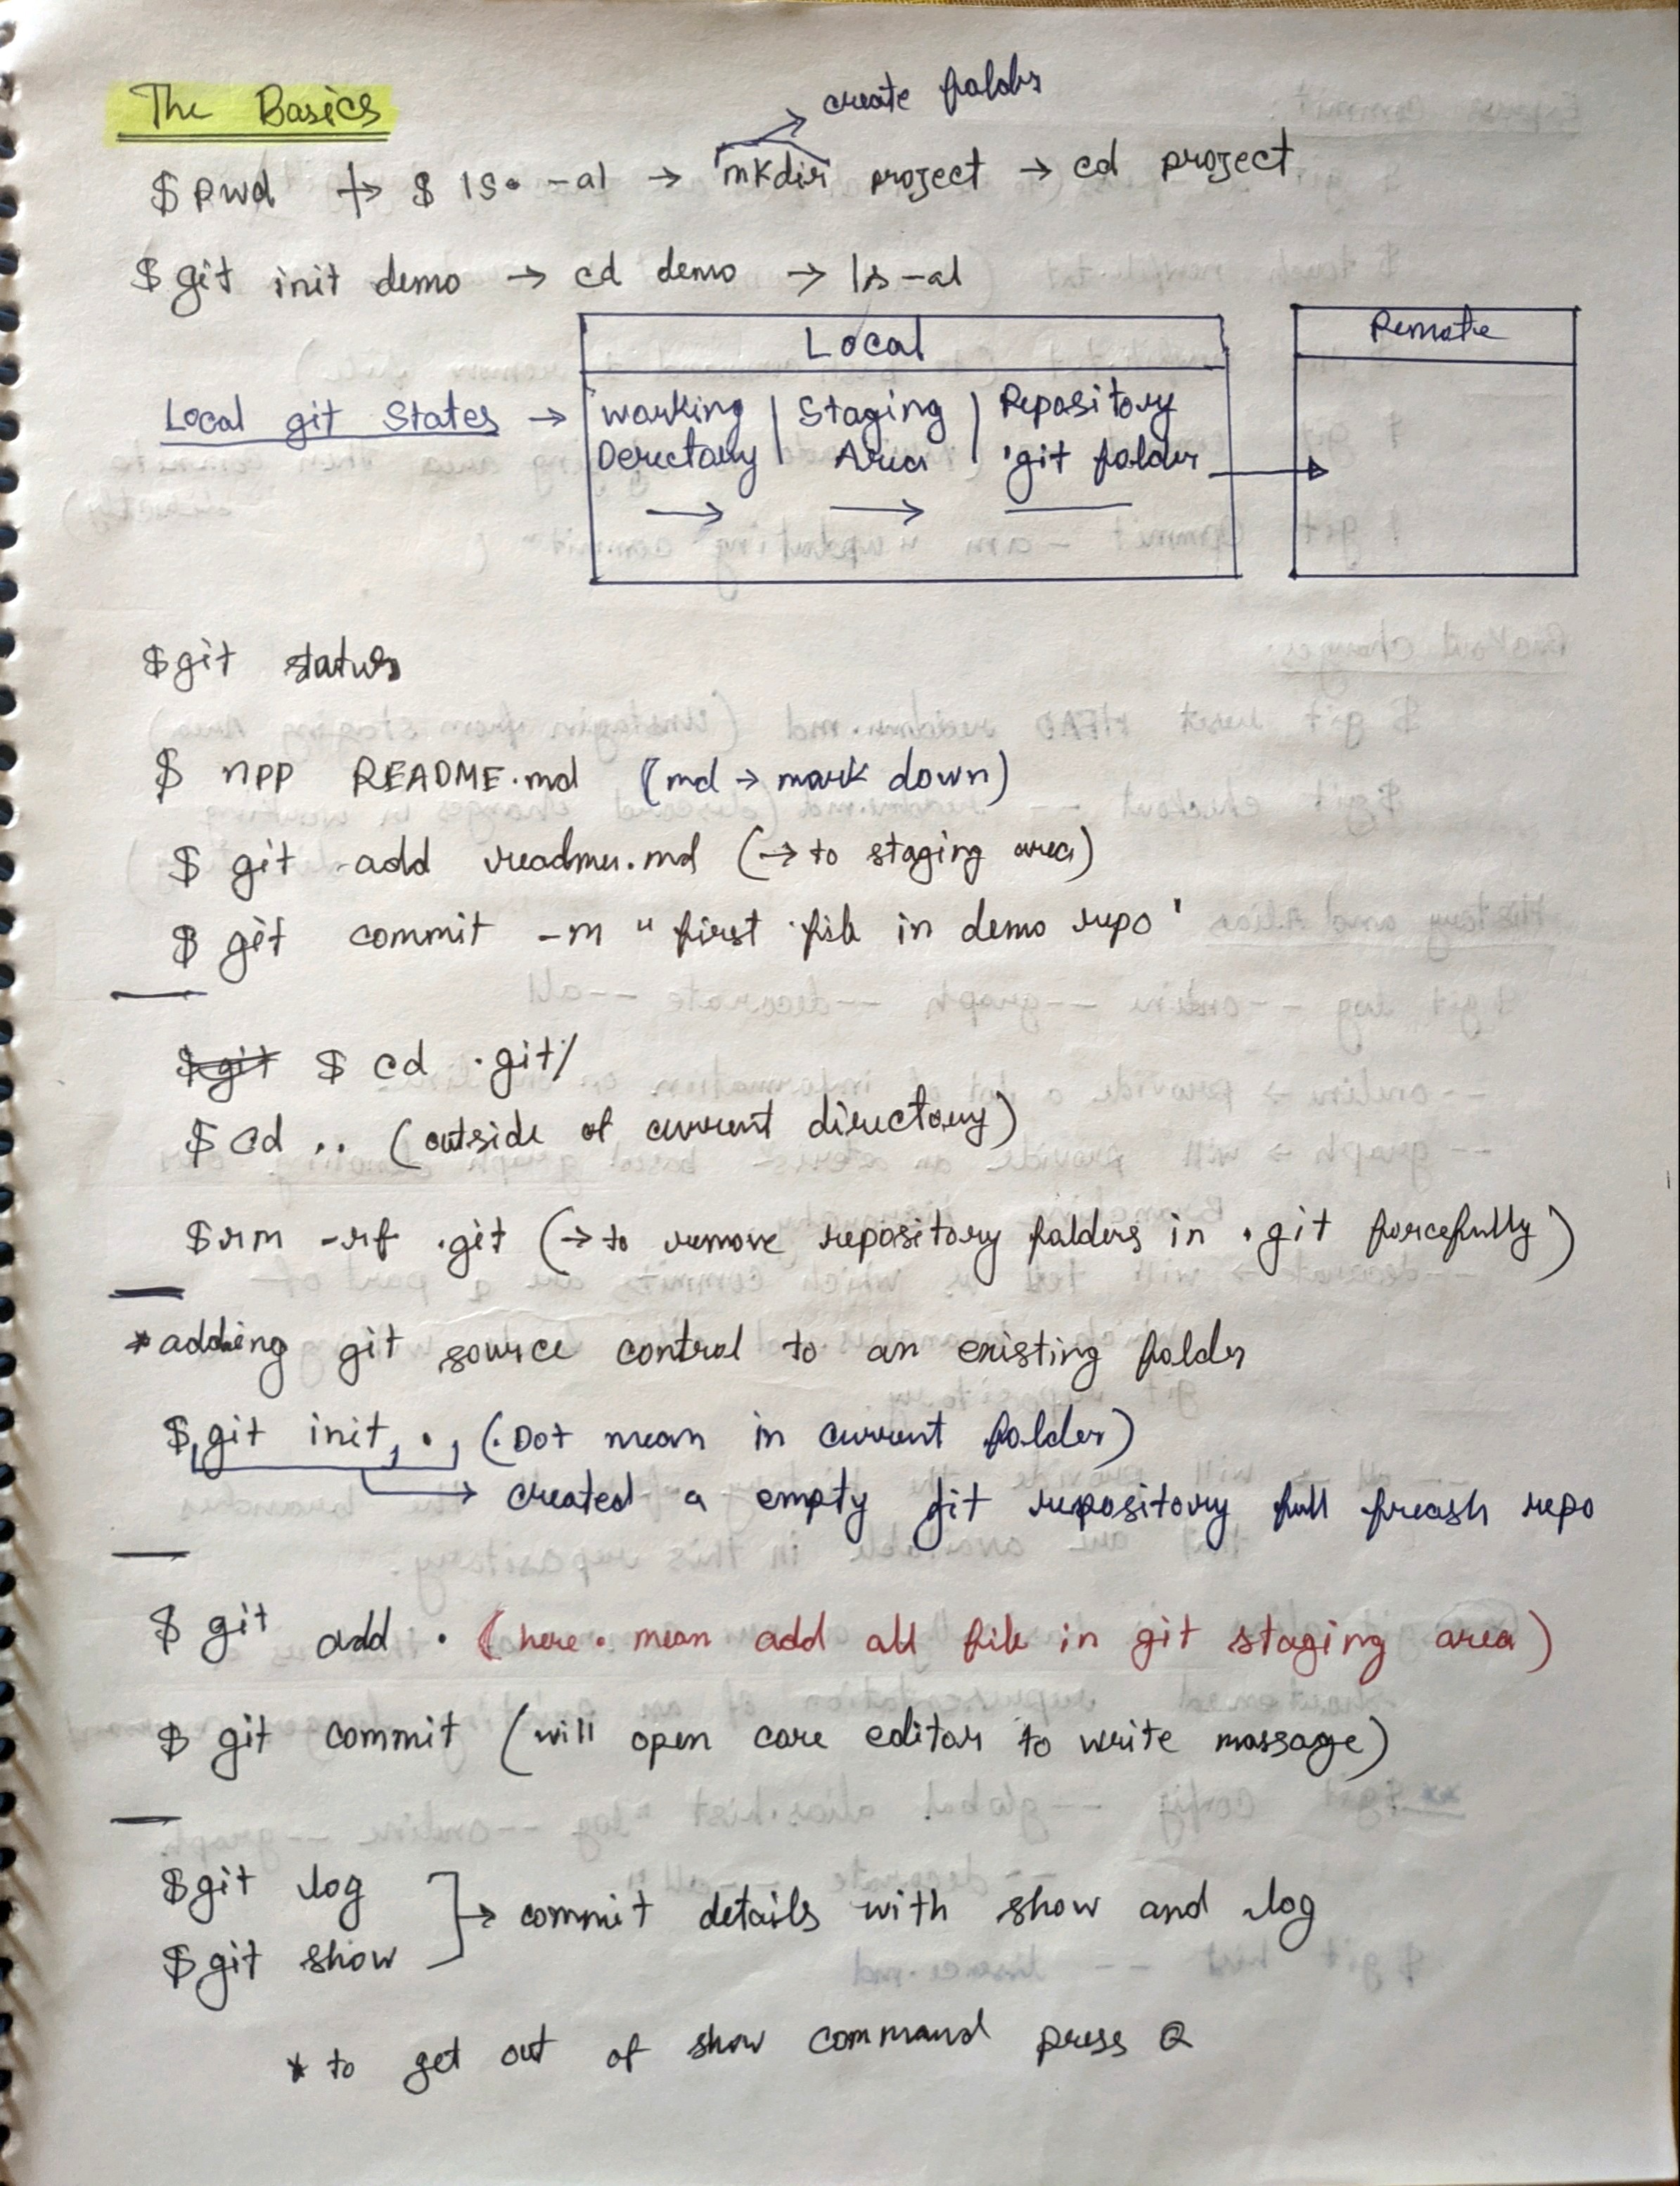 The Basics
create folder
$ pwd → $ ls. -al → mkdir project → cd project
$ git init demo → cd demo → ls -al
Local
Remote
Local git States →
Working Derectary | Staging Area | Repository .git folder
$git status
$ npp README.md (md → mark down)
$ git add readme.md (→ to staging area)
$ git commit -m "first file in demo repo'
$git $ cd .git/
$ cd .. (outside of current directory)
$rm -rf .git (→ to remove repository folders in .git forcefully)
*adding git source control to an existing folder
$ git init . (.Dot mean in current folder)
→ created a empty git repository full freash repo
$ git add . (here . mean add all file in git staging area)
$ git commit (will open core editor to write massage)
$git log
$git show
→ commit details with show and log
* to get out of show command press Q